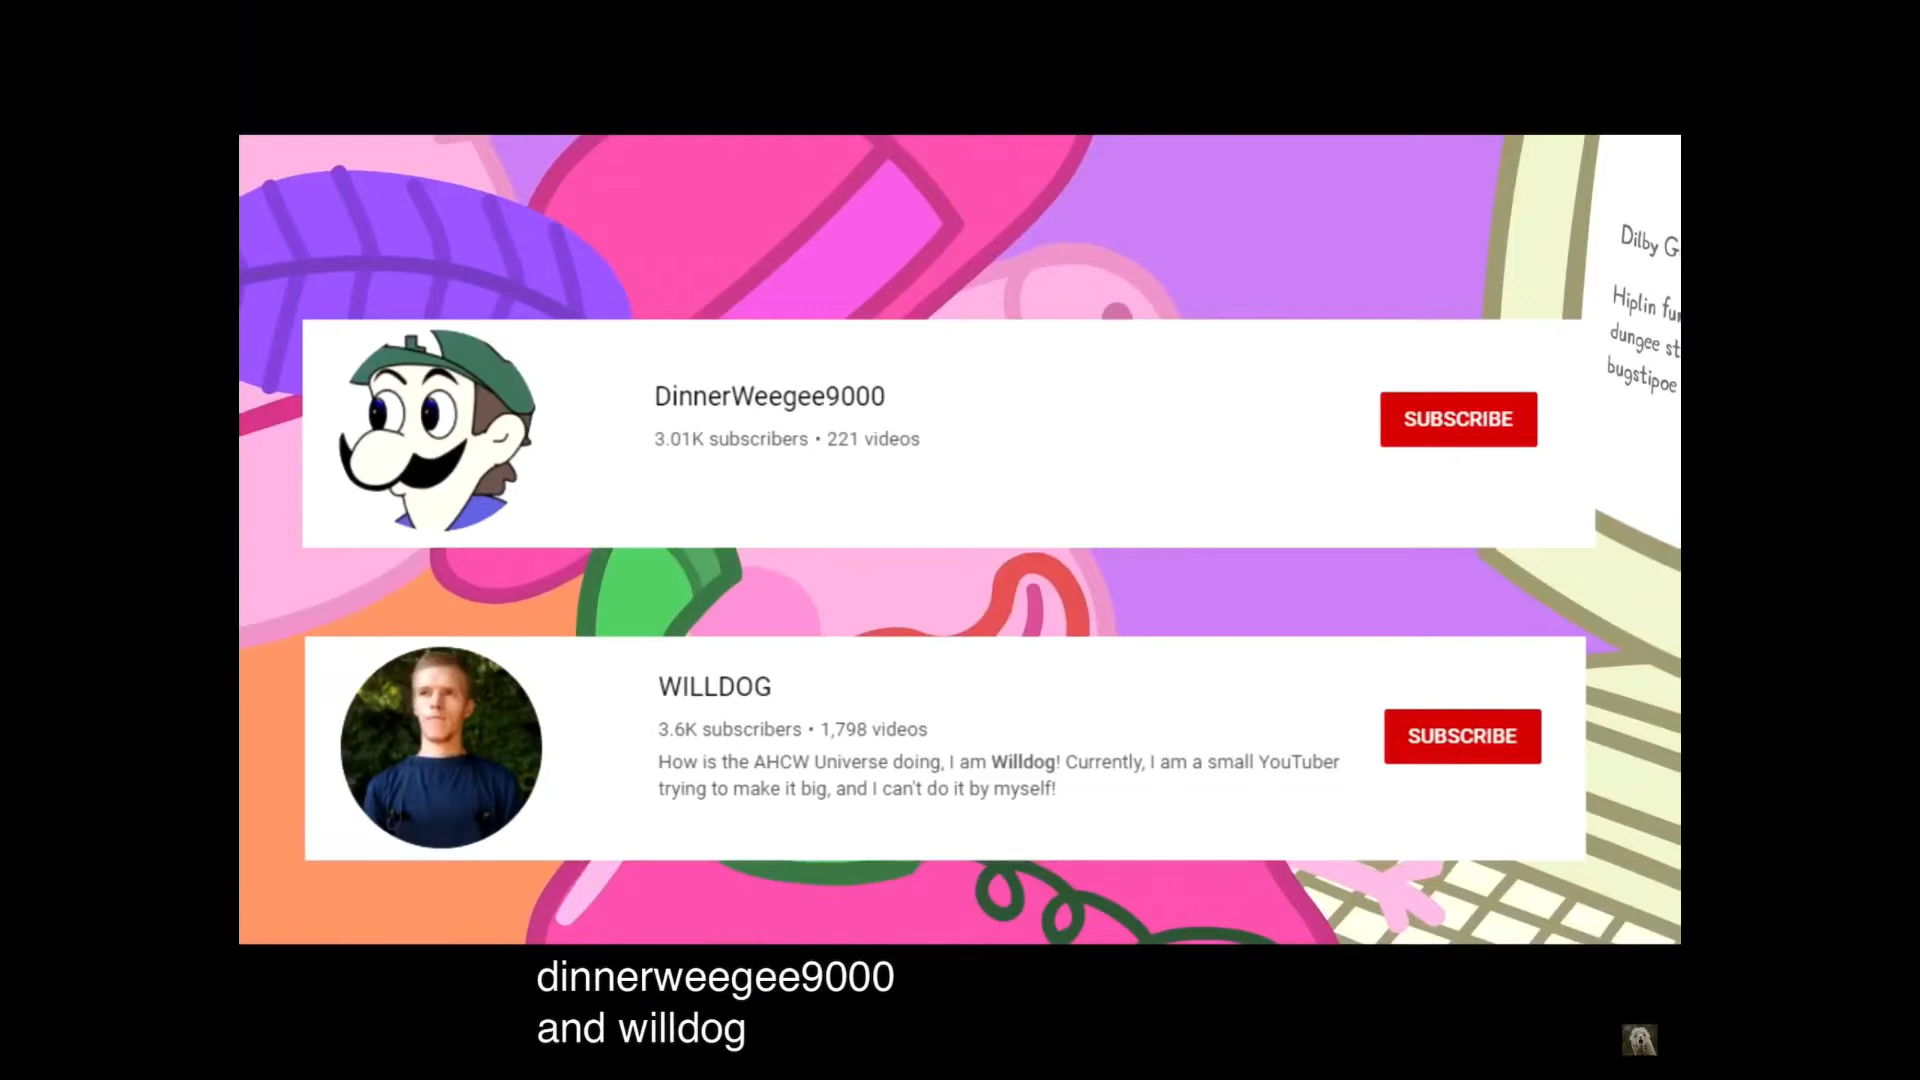 Dilby G
Hiplin fur
dungee st
bugstipoe
L
DinnerWeegee9000
3.01K subscribers • 221 videos
SUBSCRIBE
WILLDOG
3.6K subscribers • 1,798 videos
How is the AHCW Universe doing, I am Willdog! Currently, I am a small YouTuber
trying to make it big, and I can't do it by myself!
SUBSCRIBE
dinnerweegee9000
and willdog